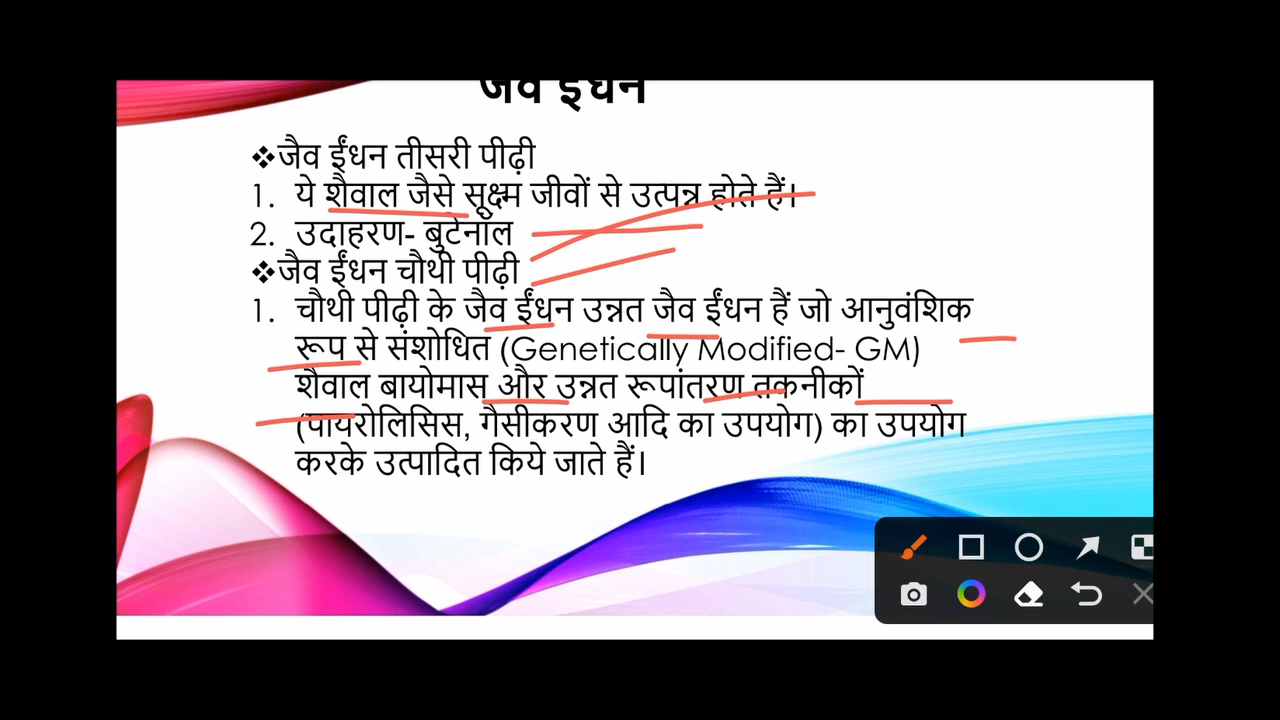 जैव ईंधन
❖जैव ईंधन तीसरी पीढ़ी
1. ये शैवाल जैसे सूक्ष्म जीवों से उत्पन्न होते हैं।
2. उदाहरण- बुटेनॉल
❖जैव ईंधन चौथी पीढ़ी
1. चौथी पीढ़ी के जैव ईंधन उन्नत जैव ईंधन हैं जो आनुवंशिक
रूप से संशोधित (Genetically Modified- GM)
शैवाल बायोमास और उन्नत रूपांतरण तकनीकों
(पायरोलिसिस, गैसीकरण आदि का उपयोग) का उपयोग
करके उत्पादित किये जाते हैं।